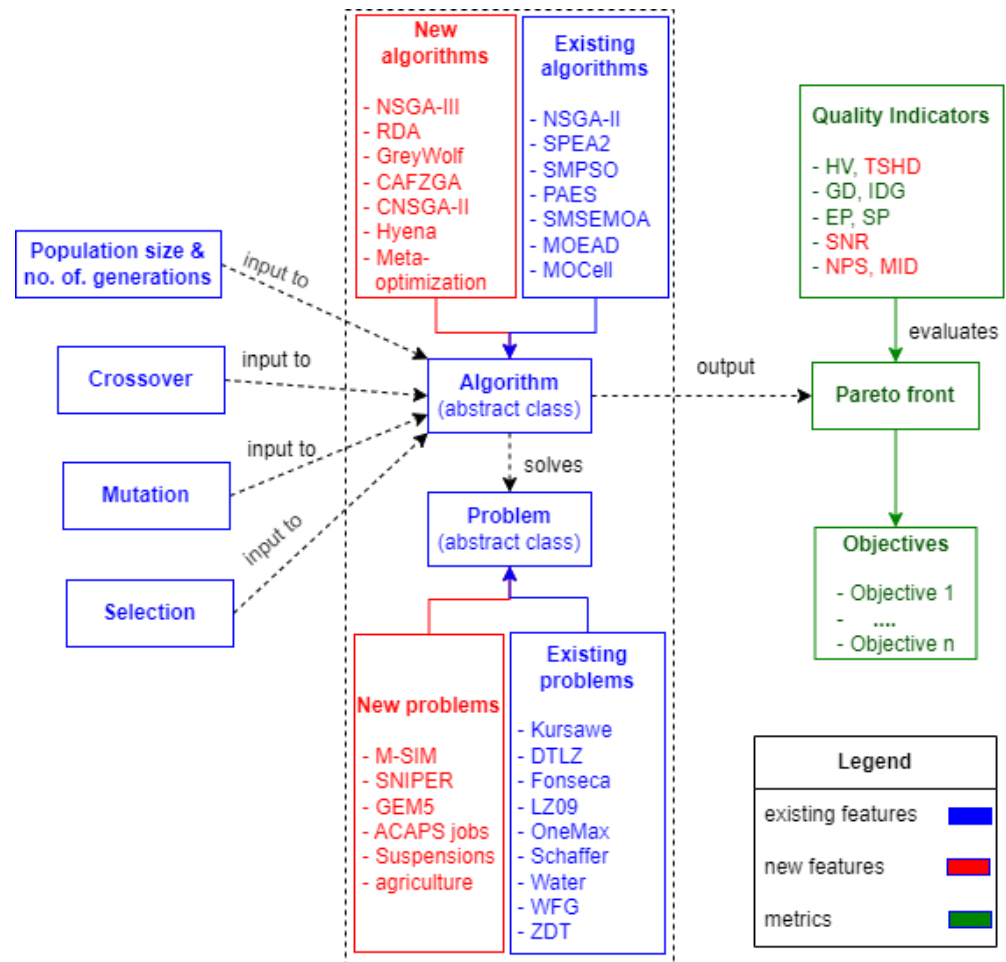 New
algorithms
- NSGA-III
- RDA
- GreyWolf
- CAFZGA
- CNSGA-II
- Hyena
- Meta-
optimization
Existing
algorithms
- NSGA-II
- SPEA2
- SMPSO
- PAES
- SMSEMOA
- MOEAD
- MOCell
Quality Indicators
- HV, TSHD
- GD, IDG
- EP, SP
- SNR
- NPS, MID
Population size &
no. of. generations
input to
Crossover
input to
Mutation
input to
Selection
input to
Algorithm
(abstract class)
output
evaluates
Pareto front
solves
Problem
(abstract class)
Objectives
- Objective 1
- ....
- Objective n
New problems
- M-SIM
- SNIPER
- GEM5
- ACAPS jobs
- Suspensions
- agriculture
Existing
problems
- Kursawe
- DTLZ
- Fonseca
- LZ09
- OneMax
- Schaffer
- Water
- WFG
- ZDT
Legend
existing features
new features
metrics